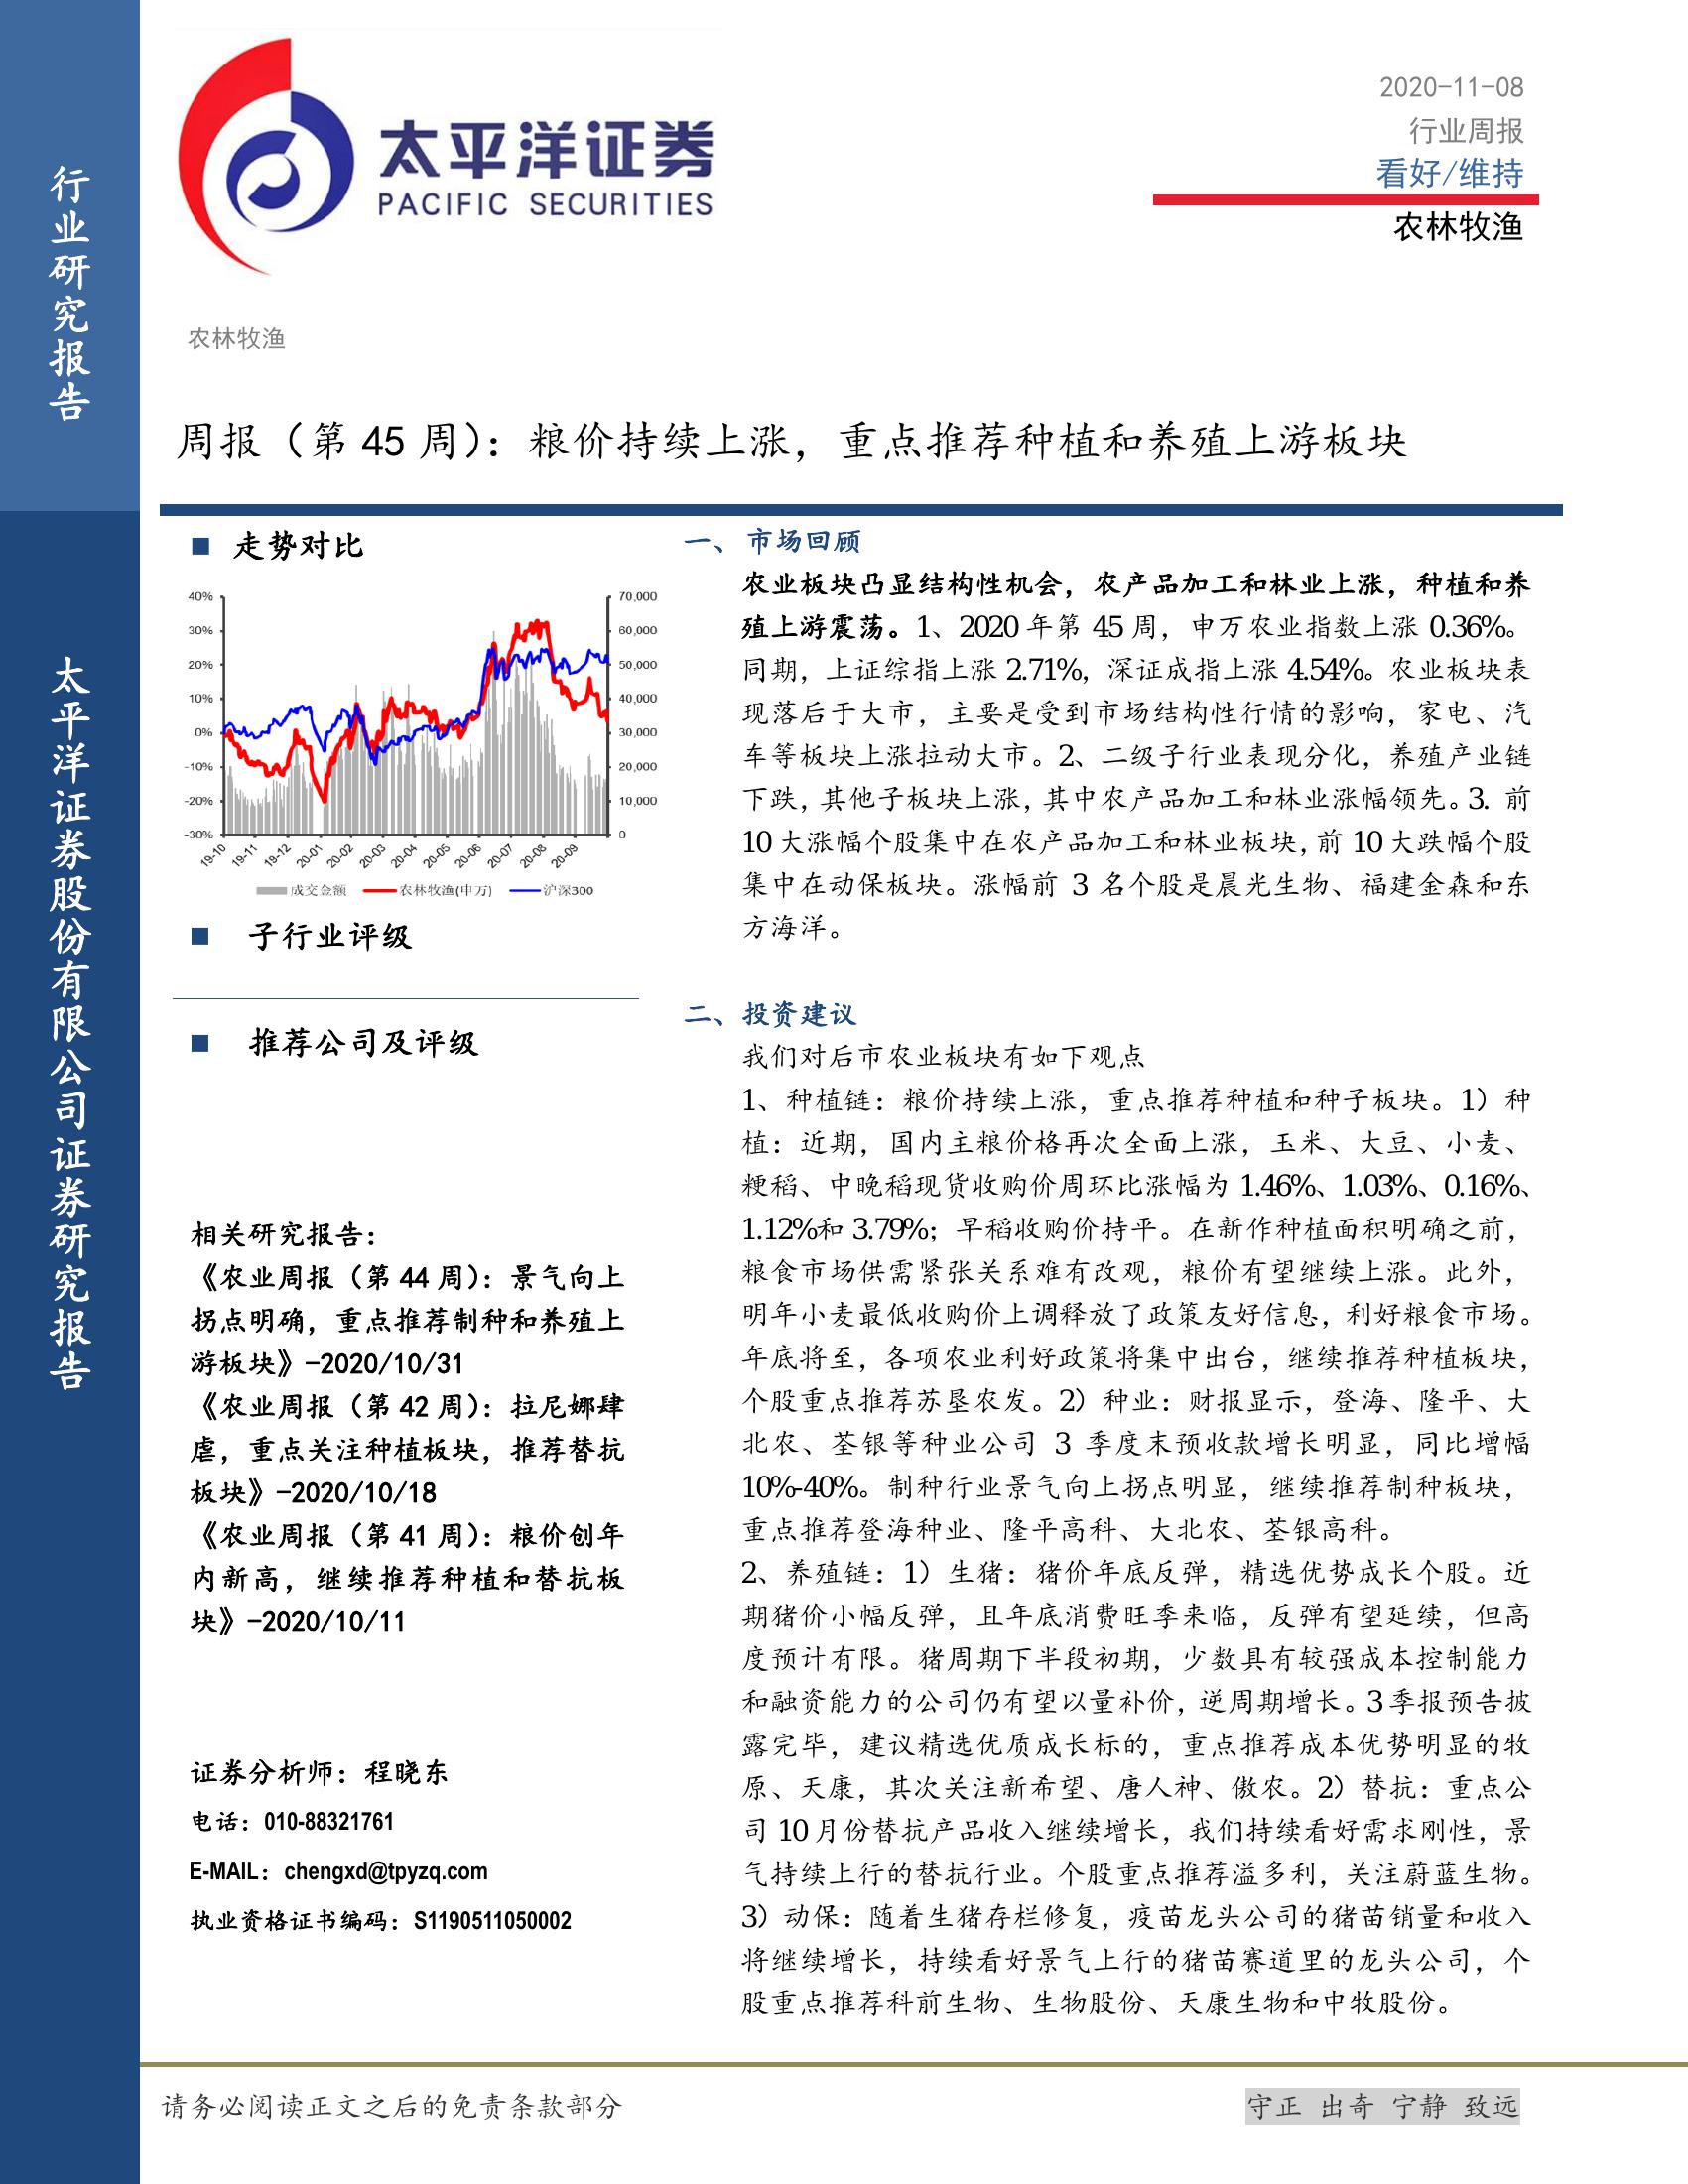 行业研究报告
太平洋证券股份有限公司证券研究报告
太平洋证券
PACIFIC SECURITIES
2020-11-08
行业周报
看好/维持
农林牧渔
农林牧渔
周报（第 45 周）：粮价持续上涨，重点推荐种植和养殖上游板块
■ 走势对比
40%
30%
20%
10%
0%
-10%
-20%
-30%
70,000
60,000
50,000
40,000
30,000
20,000
10,000
0
19-10
19-11
19-12
20-01
20-02
20-03
20-04
20-05
20-06
20-07
20-08
20-09
成交金额 农林牧渔(申万) 沪深300
■ 子行业评级
■ 推荐公司及评级
相关研究报告：
《农业周报（第 44 周）：景气向上
拐点明确，重点推荐制种和养殖上
游板块》-2020/10/31
《农业周报（第 42 周）：拉尼娜肆
虐，重点关注种植板块，推荐替抗
板块》-2020/10/18
《农业周报（第 41 周）：粮价创年
内新高，继续推荐种植和替抗板
块》-2020/10/11
证券分析师：程晓东
电话：010-88321761
E-MAIL：chengxd@tpyzq.com
执业资格证书编码：S1190511050002
一、 市场回顾
农业板块凸显结构性机会，农产品加工和林业上涨，种植和养
殖上游震荡。1、2020 年第 45 周，申万农业指数上涨 0.36%。
同期，上证综指上涨 2.71%，深证成指上涨 4.54%。农业板块表
现落后于大市，主要是受到市场结构性行情的影响，家电、汽
车等板块上涨拉动大市。2、二级子行业表现分化，养殖产业链
下跌，其他子板块上涨，其中农产品加工和林业涨幅领先。3. 前
10 大涨幅个股集中在农产品加工和林业板块，前 10 大跌幅个股
集中在动保板块。涨幅前 3 名个股是晨光生物、福建金森和东
方海洋。
二、 投资建议
我们对后市农业板块有如下观点
1、种植链：粮价持续上涨，重点推荐种植和种子板块。1）种
植：近期，国内主粮价格再次全面上涨，玉米、大豆、小麦、
粳稻、中晚稻现货收购价周环比涨幅为 1.46%、1.03%、0.16%、
1.12%和 3.79%；早稻收购价持平。在新作种植面积明确之前，
粮食市场供需紧张关系难有改观，粮价有望继续上涨。此外，
明年小麦最低收购价上调释放了政策友好信息，利好粮食市场。
年底将至，各项农业利好政策将集中出台，继续推荐种植板块，
个股重点推荐苏垦农发。2）种业：财报显示，登海、隆平、大
北农、荃银等种业公司 3 季度末预收款增长明显，同比增幅
10%-40%。制种行业景气向上拐点明显，继续推荐制种板块，
重点推荐登海种业、隆平高科、大北农、荃银高科。
2、养殖链：1）生猪：猪价年底反弹，精选优势成长个股。近
期猪价小幅反弹，且年底消费旺季来临，反弹有望延续，但高
度预计有限。猪周期下半段初期，少数具有较强成本控制能力
和融资能力的公司仍有望以量补价，逆周期增长。3 季报预告披
露完毕，建议精选优质成长标的，重点推荐成本优势明显的牧
原、天康，其次关注新希望、唐人神、傲农。2）替抗：重点公
司 10 月份替抗产品收入继续增长，我们持续看好需求刚性，景
气持续上行的替抗行业。个股重点推荐溢多利，关注蔚蓝生物。
3）动保：随着生猪存栏修复，疫苗龙头公司的猪苗销量和收入
将继续增长，持续看好景气上行的猪苗赛道里的龙头公司，个
股重点推荐科前生物、生物股份、天康生物和中牧股份。
请务必阅读正文之后的免责条款部分
守正 出奇 宁静 致远